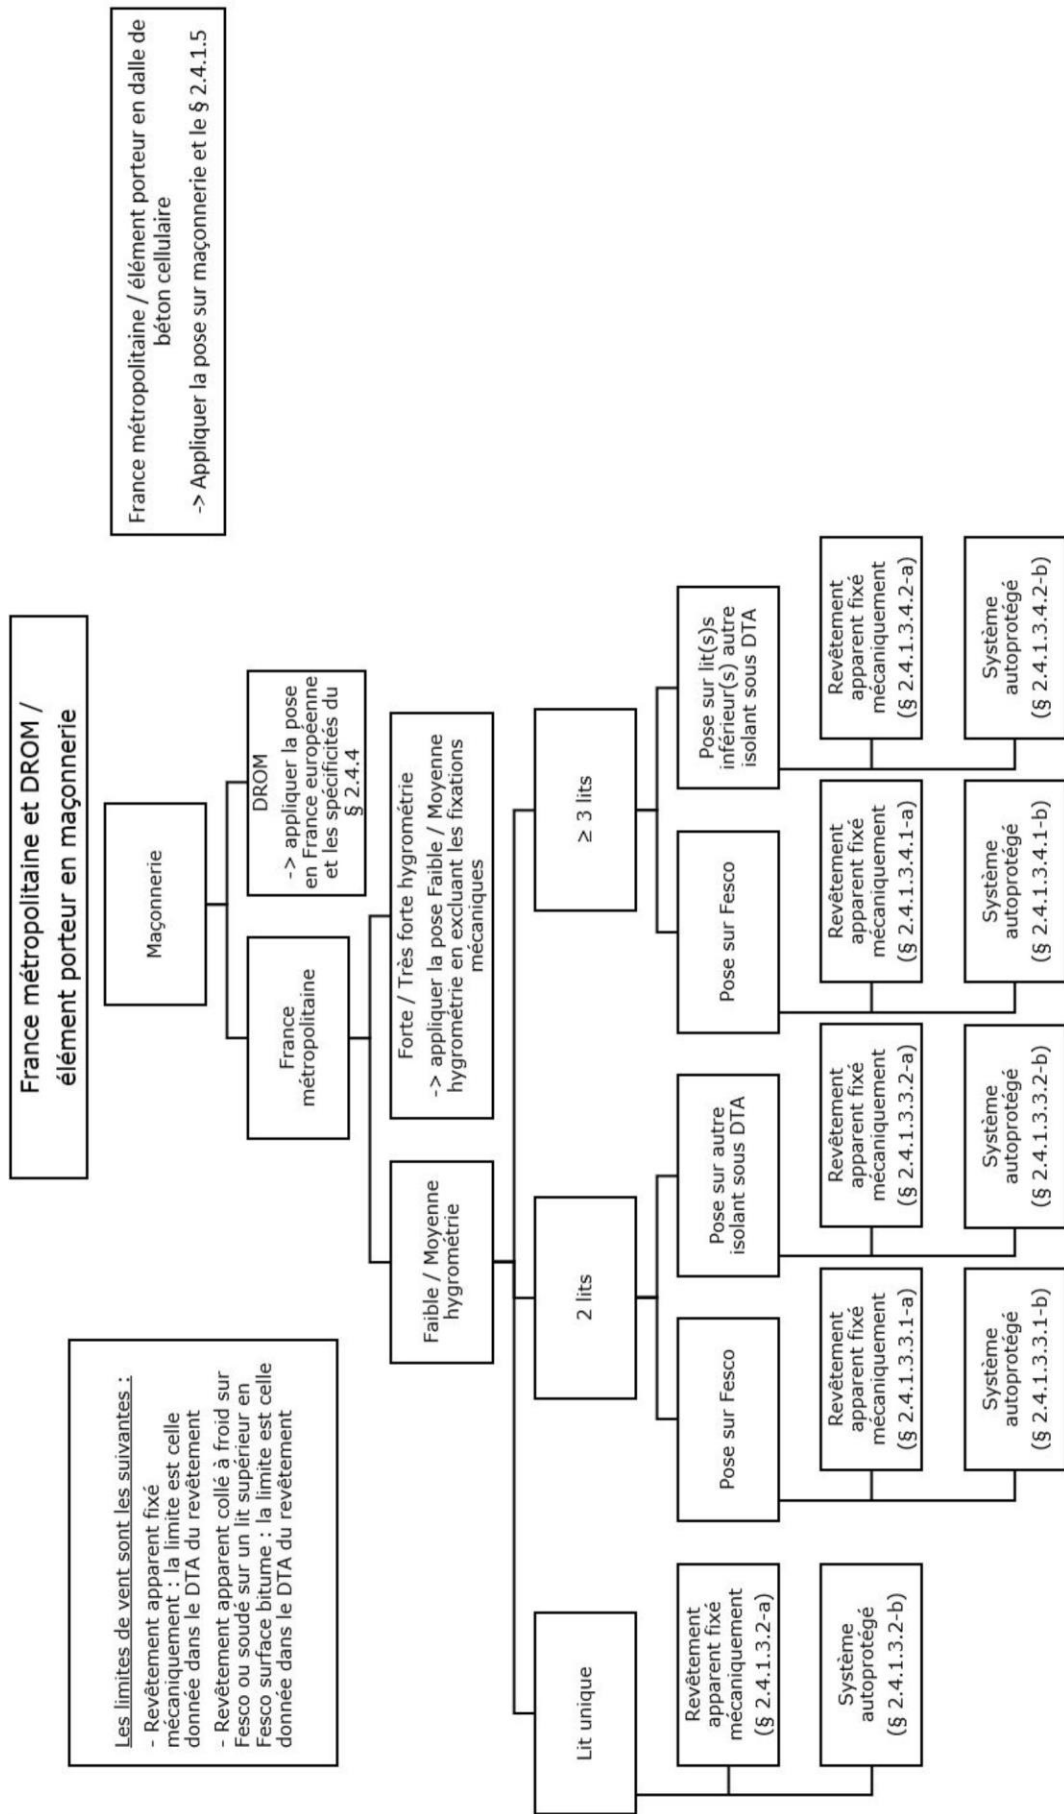 France métropolitaine et DROM /
élément porteur en maçonnerie
France métropolitaine / élément porteur en dalle de
béton cellulaire
-> Appliquer la pose sur maçonnerie et le § 2.4.1.5
Les limites de vent sont les suivantes :
- Revêtement apparent fixé
mécaniquement : la limite est celle
donnée dans le DTA du revêtement
- Revêtement apparent collé à froid sur
Fesco ou soudé sur un lit supérieur en
Fesco surface bitume : la limite est celle
donnée dans le DTA du revêtement
Maçonnerie
France
métropolitaine
DROM
-> appliquer la pose
en France européenne
et les spécificités du
§ 2.4.4
Faible / Moyenne
hygrométrie
Forte / Très forte hygrométrie
-> appliquer la pose Faible / Moyenne
hygrométrie en excluant les fixations
mécaniques
Lit unique
2 lits
≥ 3 lits
Revêtement
apparent fixé
mécaniquement
(§ 2.4.1.3.2-a)
Système
autoprotégé
(§ 2.4.1.3.2-b)
Pose sur Fesco
Revêtement
apparent fixé
mécaniquement
(§ 2.4.1.3.3.1-a)
Système
autoprotégé
(§ 2.4.1.3.3.1-b)
Pose sur autre
isolant sous DTA
Revêtement
apparent fixé
mécaniquement
(§ 2.4.1.3.3.2-a)
Système
autoprotégé
(§ 2.4.1.3.3.2-b)
Pose sur Fesco
Revêtement
apparent fixé
mécaniquement
(§ 2.4.1.3.4.1-a)
Système
autoprotégé
(§ 2.4.1.3.4.1-b)
Pose sur lit(s)s
inférieur(s) autre
isolant sous DTA
Revêtement
apparent fixé
mécaniquement
(§ 2.4.1.3.4.2-a)
Système
autoprotégé
(§ 2.4.1.3.4.2-b)